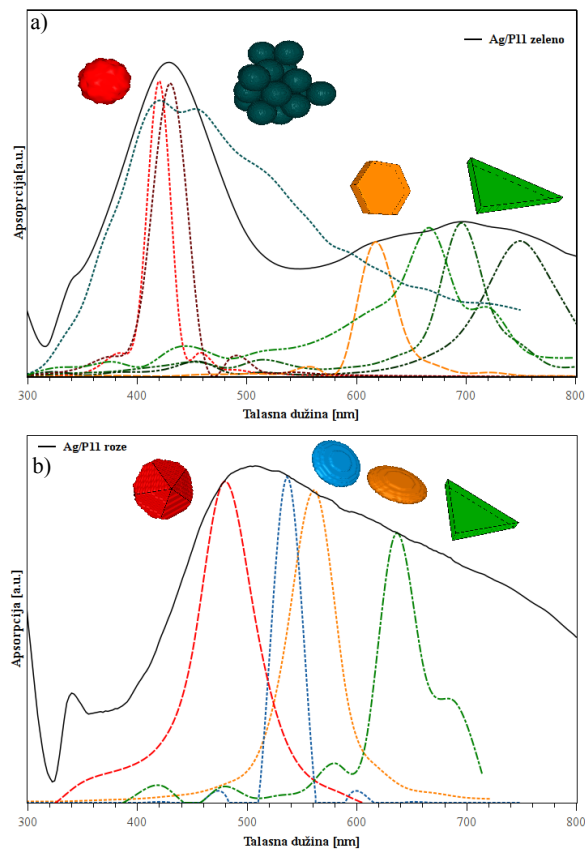 a)
Ag/P11 zeleno
Apsoprcija[a.u.]
300 400 500 600 700 800
Talasna dužina [nm]
b)
Ag/P11 roze
Apsorpcija [a.u.]
300 400 500 600 700 800
Talasna dužina [nm]